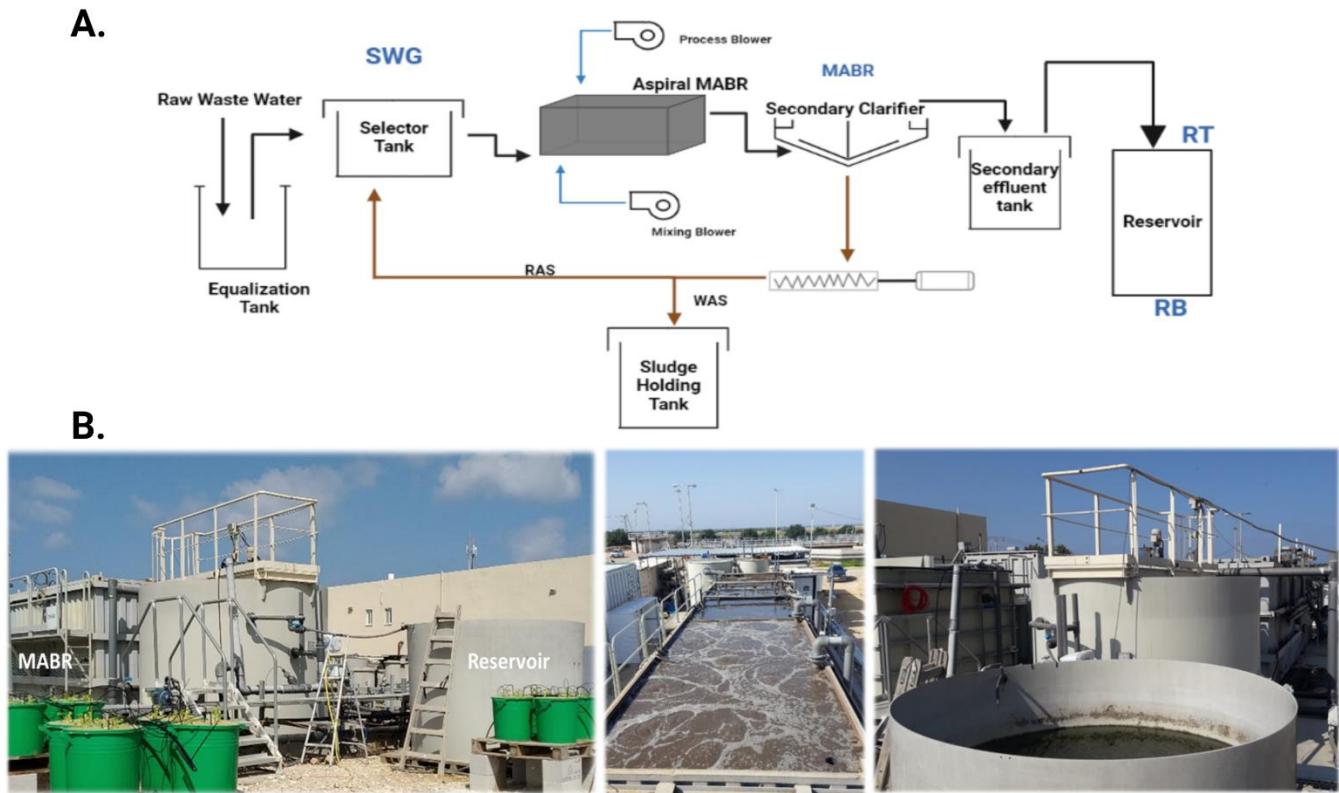 A.
Process Blower
SWG
MABR
Raw Waste Water
Aspiral MABR
Secondary Clarifier
Selector
Tank
RT
Secondary
effluent
tank
Reservoir
Mixing Blower
RAS
Equalization
Tank
WAS
RB
Sludge
Holding
Tank
B.
MABR
Reservoir